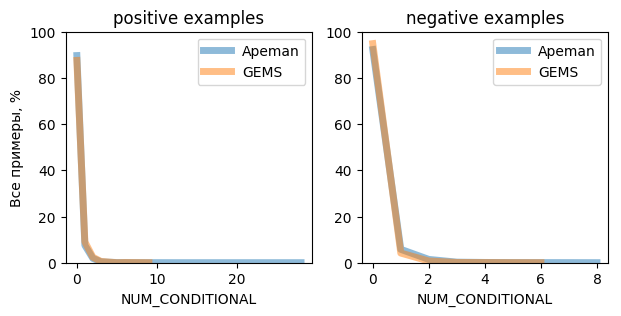 positive examples
negative examples
Все примеры, %
100
80
60
40
20
0
Apeman
GEMS
0
10
20
NUM_CONDITIONAL
100
80
60
40
20
0
Apeman
GEMS
0
2
4
6
8
NUM_CONDITIONAL